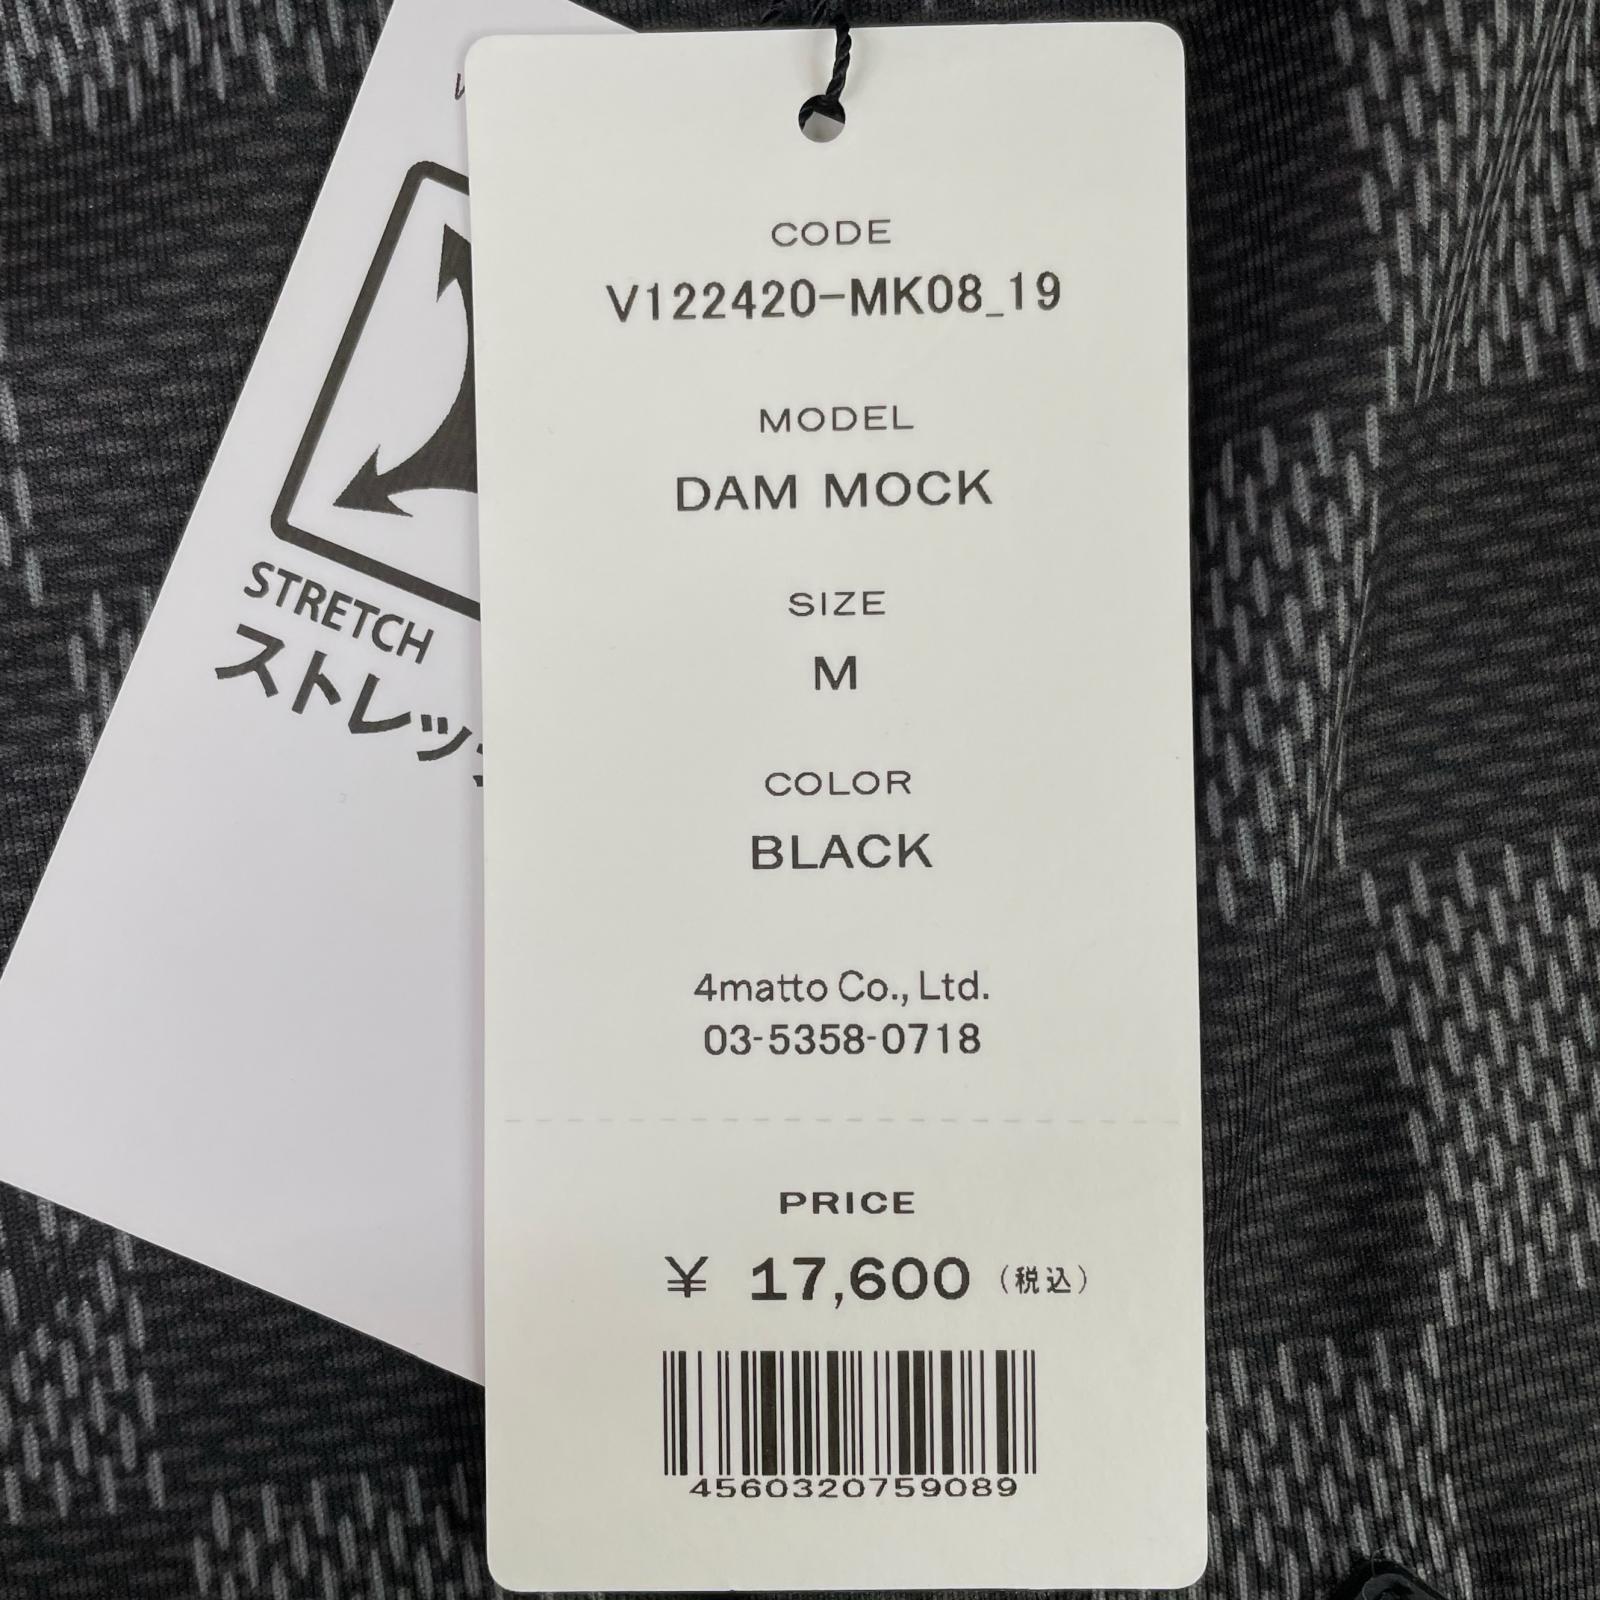 CODE
V122420-MK08_19
MODEL
DAM MOCK
SIZE
M
COLOR
BLACK
4matto Co., Ltd.
03-5358-0718
PRICE
¥ 17,600 (税込)
4560320759089
STRETCH
ストレッ